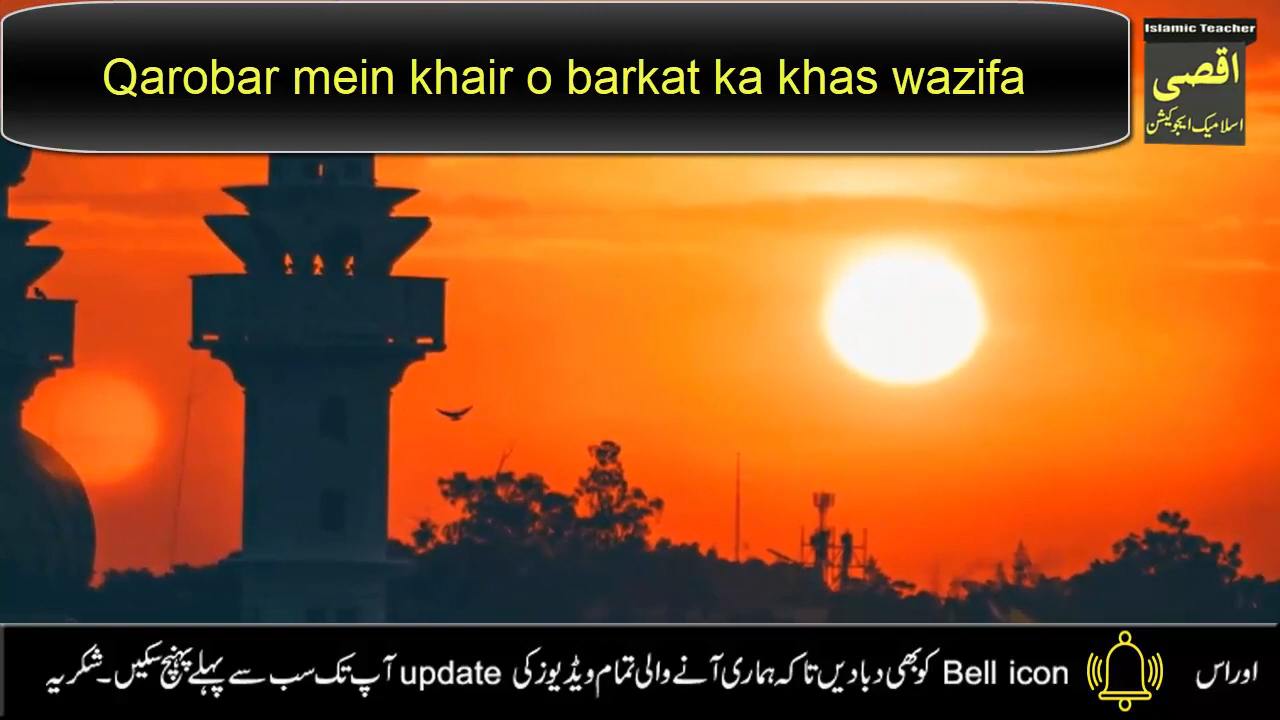 Qarobar mein khair o barkat ka khas wazifa
Islamic Teacher
اقصی
اسلامیک ایجوکیشن
اور اس Bell icon کو بھی دبا دیں تاکہ ہماری آنے والی تمام ویڈیوز کی update آپ تک سب سے پہلے پہنچ سکیں۔ شکریہ